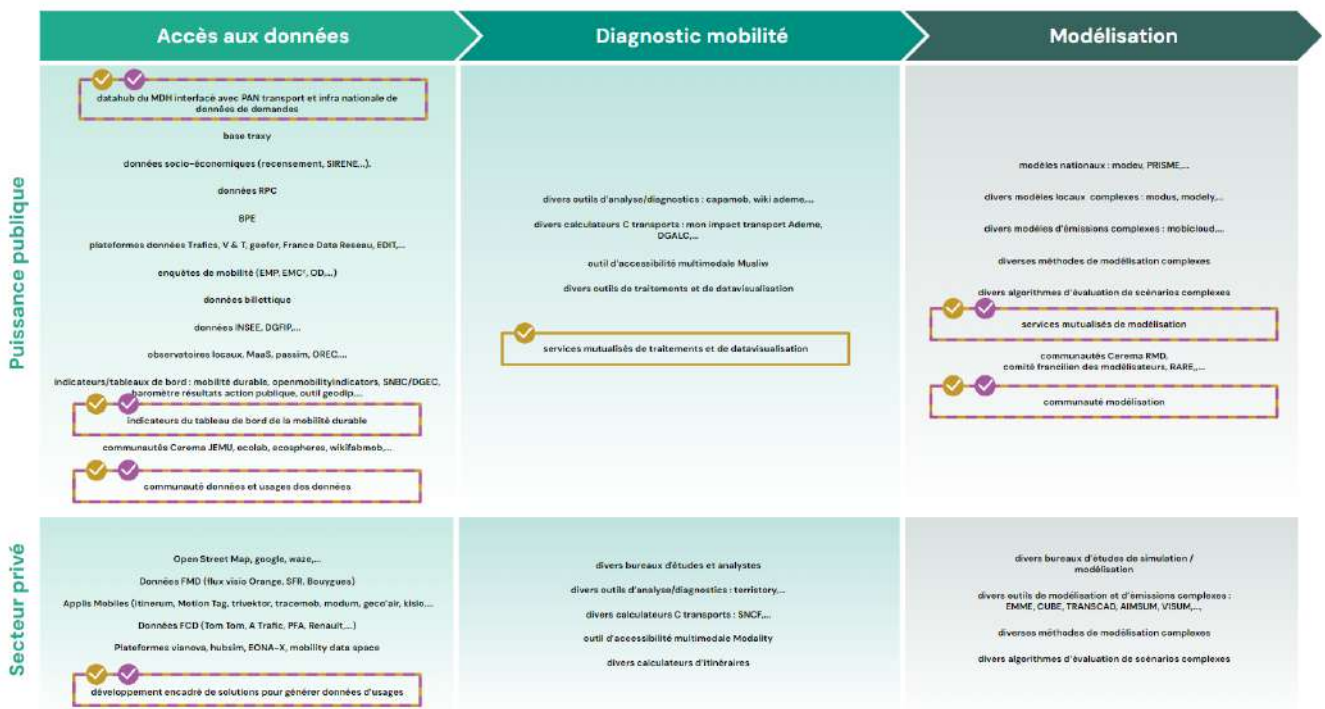 Accès aux données
Diagnostic mobilité
Modélisation
Puissance publique
datahub du MDH interfacé avec PAN transport et infra nationale de
données de demandes
base traxy
données socio-économiques (recensement, SIRENE,..).
données RPC
BPE
plateformes données Trafics, V & T, geofer, France Data Reseau, EDIT,...
enquêtes de mobilité (EMP, EMC², OD,...)
données billettique
données INSEE, DGFIP,...
observatoires locaux, MaaS, passim, OREC,...
indicateurs/tableaux de bord : mobilité durable, openmobilityindicators, SNBC/DGEC,
baromètre résultats action publique, outil geodip,...
indicateurs du tableau de bord de la mobilité durable
communautés Cerema JEMU, ecolab, ecospheres, wikifabmob,...
communauté données et usages des données
divers outils d'analyse/diagnostics : capamob, wiki ademe,...
divers calculateurs C transports : mon impact transport Ademe,
DGALC,...
outil d'accessibilité multimodale Musliw
divers outils de traitements et de datavisualisation
services mutualisés de traitements et de datavisualisation
modèles nationaux : modev, PRISME,...
divers modèles locaux complexes : modus, modely,...
divers modèles d'émissions complexes : mobicloud,...
diverses méthodes de modélisation complexes
divers algorithmes d'évaluation de scénarios complexes
services mutualisés de modélisation
communautés Cerema RMD,
comité francilien des modélisateurs, RARE,,...
communauté modélisation
Secteur privé
Open Street Map, google, waze,...
Données FMD (flux visio Orange, SFR, Bouygues)
Applis Mobiles (Itinerum, Motion Tag, trivektor, tracemob, modum, geco'air, kisio,...
Données FCD (Tom Tom, A Trafic, PFA, Renault,...)
Plateformes vianova, hubsim, EONA-X, mobility data space
développement encadré de solutions pour générer données d'usages
divers bureaux d'études et analystes
divers outils d'analyse/diagnostics : territory,...
divers calculateurs C transports : SNCF,...
outil d'accessibilité multimodale Modality
divers calculateurs d'itinéraires
divers bureaux d'études de simulation /
modélisation
divers outils de modélisation et d'émissions complexes :
EMME, CUBE, TRANSCAD, AIMSUM, VISUM,...,
diverses méthodes de modélisation complexes
divers algorithmes d'évaluation de scénarios complexes